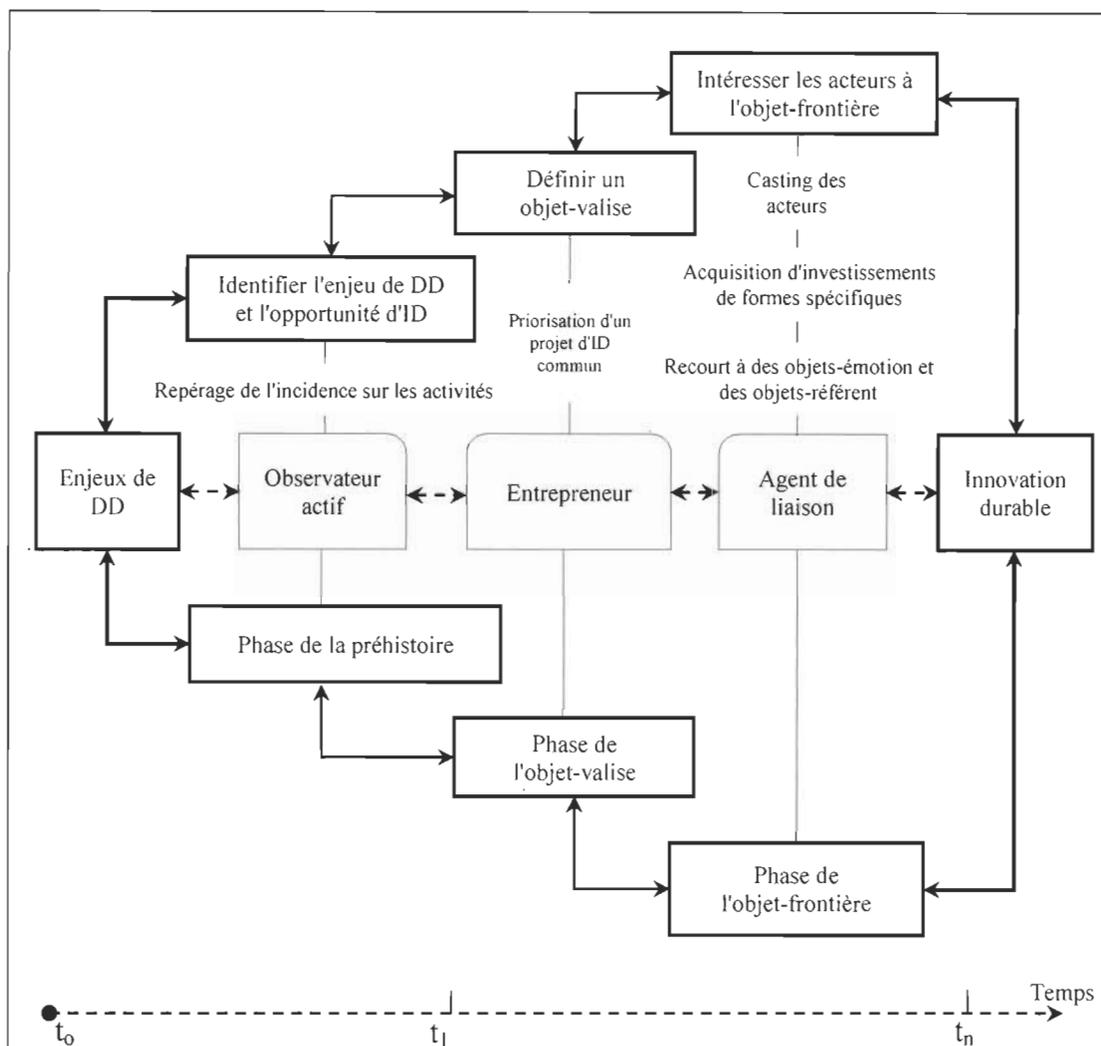 Intéresser les acteurs à
l'objet-frontière
Définir un
objet-valise
Casting des
acteurs
Identifier l'enjeu de DD
et l'opportunité d'ID
Acquisition d'investissements
de formes spécifiques
Priorisation d'un
projet d'ID
commun
Repérage de l'incidence sur les activités
Recourt à des objets-émotion et
des objets-référent
Enjeux de
DD
Observateur
actif
Entrepreneur
Agent de
liaison
Innovation
durable
Phase de la préhistoire
Phase de
l'objet-valise
Phase de
l'objet-frontière
Temps
to
t1
tn